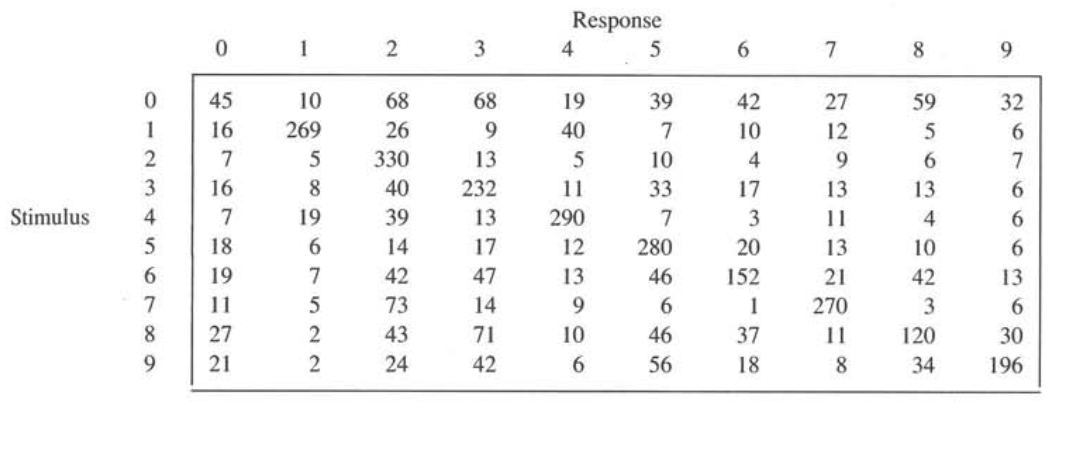 Response
0 1 2 3 4 5 6 7 8 9
0 45 10 68 68 19 39 42 27 59 32
1 16 269 26 9 40 7 10 12 5 6
2 7 5 330 13 5 10 4 9 6 7
3 16 8 40 232 11 33 17 13 13 6
Stimulus 4 7 19 39 13 290 7 3 11 4 6
5 18 6 14 17 12 280 20 13 10 6
6 19 7 42 47 13 46 152 21 42 13
7 11 5 73 14 9 6 1 270 3 6
8 27 2 43 71 10 46 37 11 120 30
9 21 2 24 42 6 56 18 8 34 196